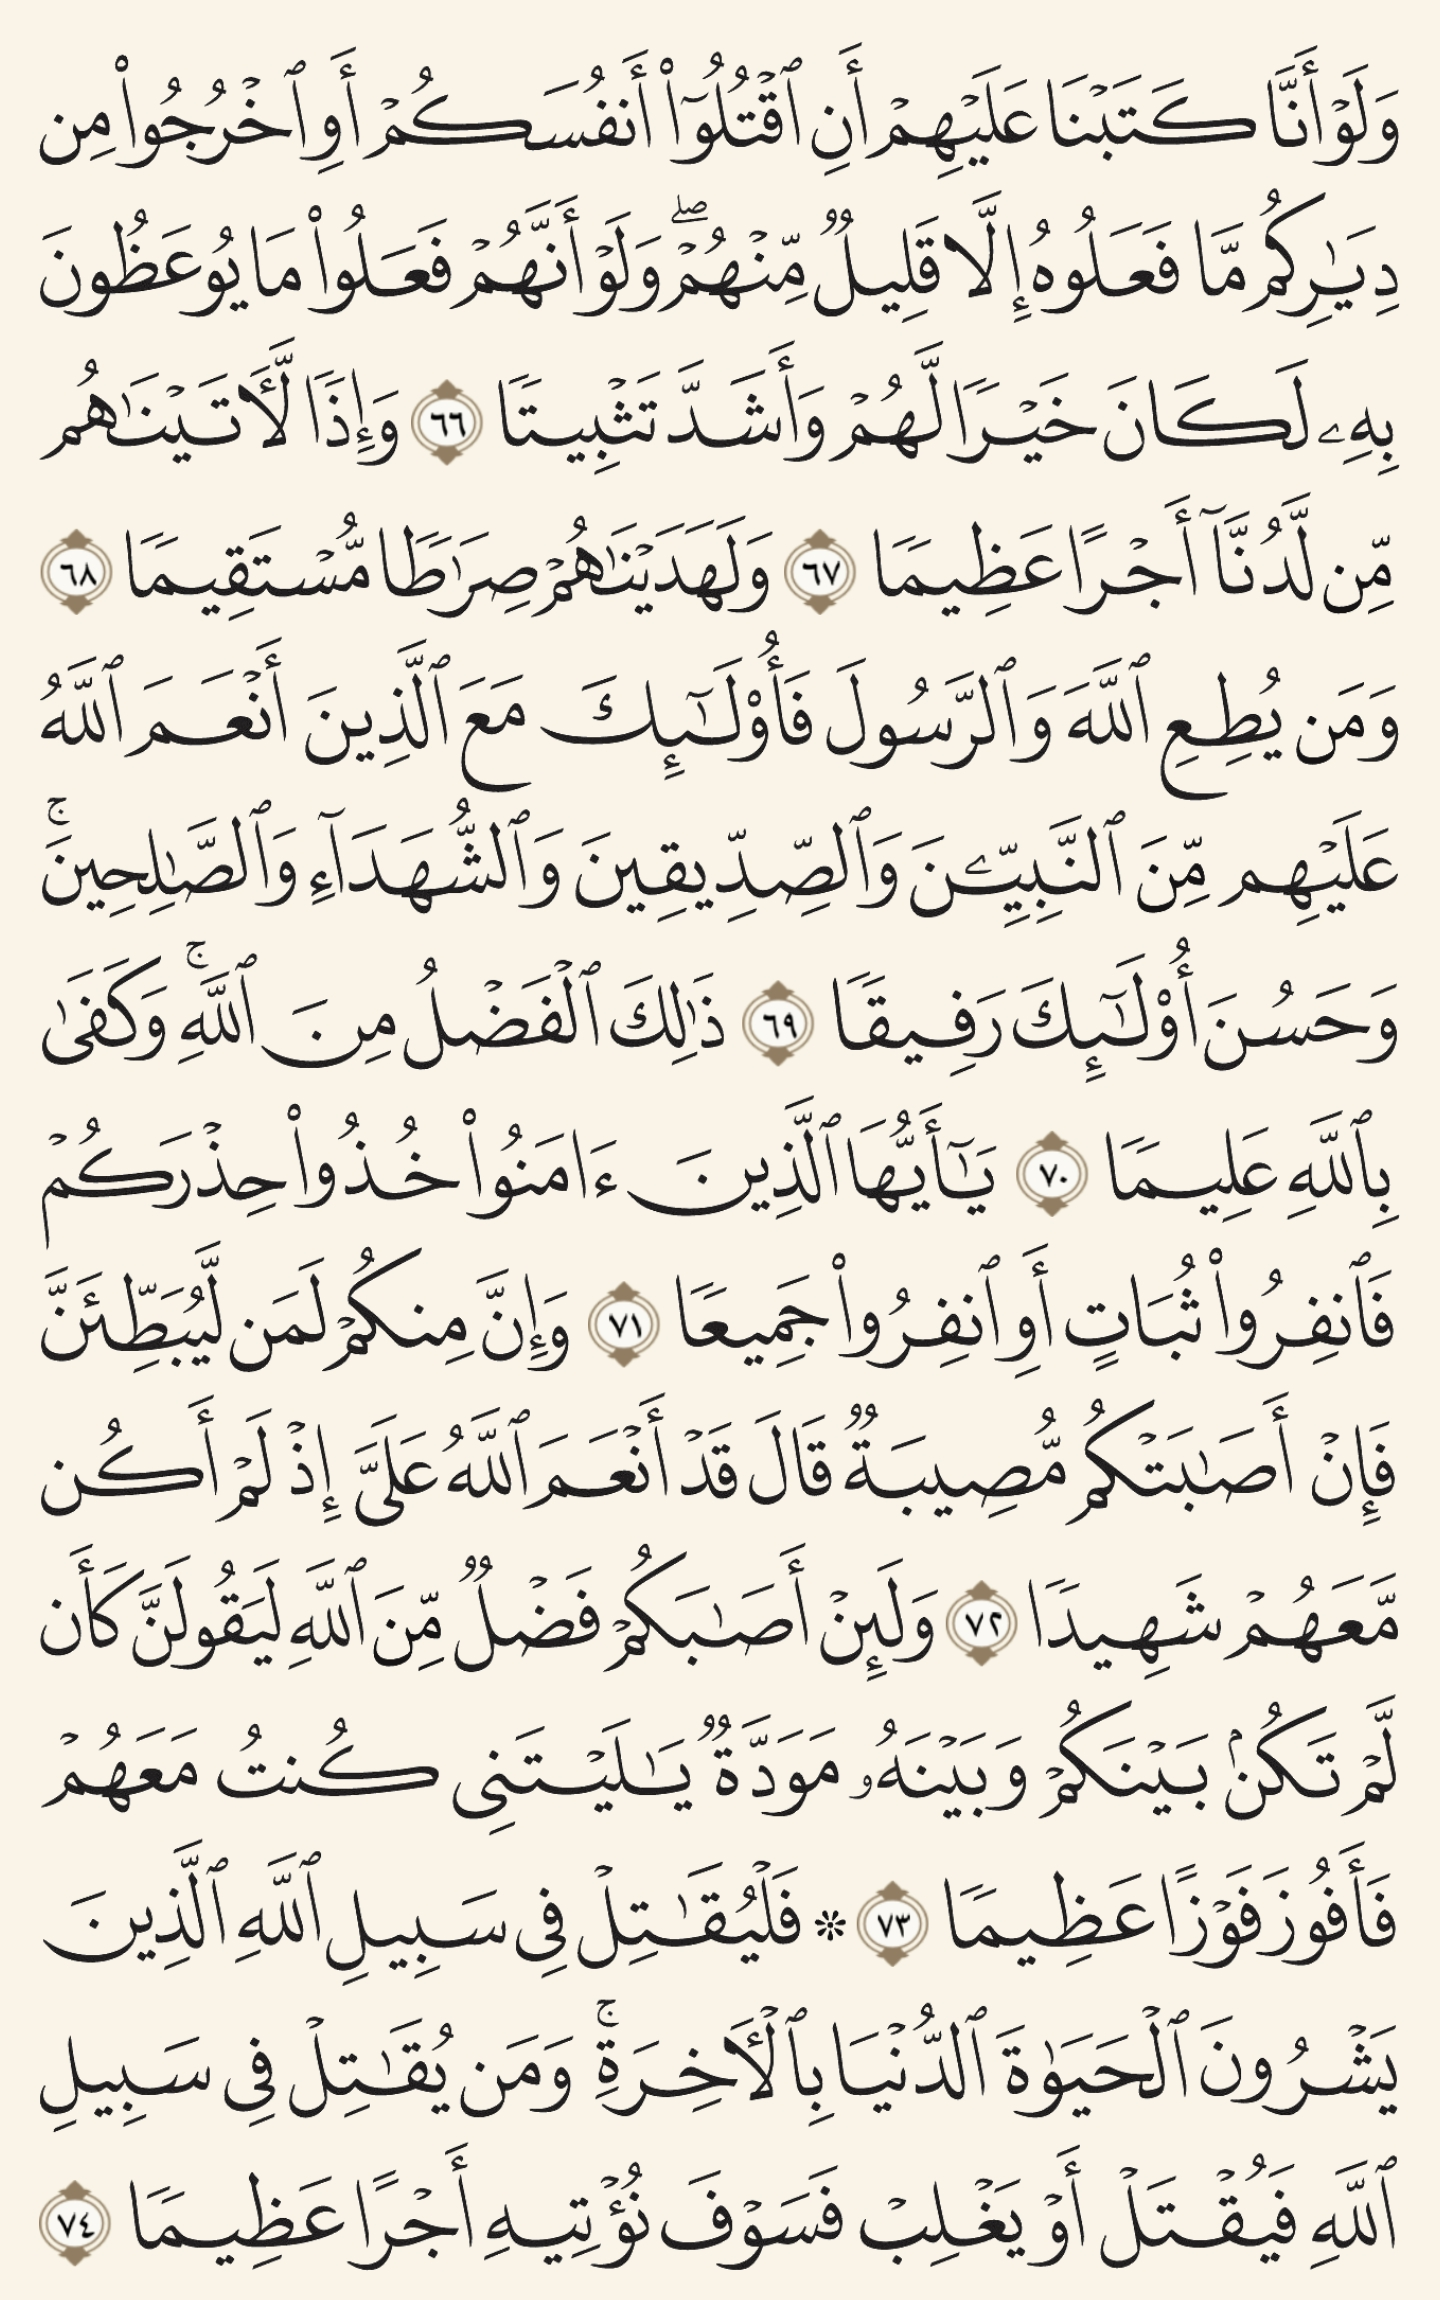 وَلَوْ أَنَّا كَتَبْنَا عَلَيْهِمْ أَنِ ٱقْتُلُوٓا۟ أَنفُسَكُمْ أَوِ ٱخْرُجُوا۟ مِن
دِيَـٰرِكُم مَّا فَعَلُوهُ إِلَّا قَلِيلٌ مِّنْهُمْ ۖ وَلَوْ أَنَّهُمْ فَعَلُوا۟ مَا يُوعَظُونَ
بِهِۦ لَكَانَ خَيْرًا لَّهُمْ وَأَشَدَّ تَثْبِيتًا ٦٦ وَإِذًا لَّـَٔاتَيْنَـٰهُم
مِّن لَّدُنَّآ أَجْرًا عَظِيمًا ٦٧ وَلَهَدَيْنَـٰهُمْ صِرَٰطًا مُّسْتَقِيمًا ٦٨
وَمَن يُطِعِ ٱللَّهَ وَٱلرَّسُولَ فَأُو۟لَـٰٓئِكَ مَعَ ٱلَّذِينَ أَنْعَمَ ٱللَّهُ
عَلَيْهِم مِّنَ ٱلنَّبِيِّـۧنَ وَٱلصِّدِّيقِينَ وَٱلشُّهَدَآءِ وَٱلصَّـٰلِحِينَ ۚ
وَحَسُنَ أُو۟لَـٰٓئِكَ رَفِيقًا ٦٩ ذَٰلِكَ ٱلْفَضْلُ مِنَ ٱللَّهِ ۚ وَكَفَىٰ
بِٱللَّهِ عَلِيمًا ٧٠ يَـٰٓأَيُّهَا ٱلَّذِينَ ءَامَنُوا۟ خُذُوا۟ حِذْرَكُمْ
فَٱنفِرُوا۟ ثُبَاتٍ أَوِ ٱنفِرُوا۟ جَمِيعًا ٧١ وَإِنَّ مِنكُمْ لَمَن لَّيُبَطِّئَنَّ
فَإِنْ أَصَـٰبَتْكُم مُّصِيبَةٌ قَالَ قَدْ أَنْعَمَ ٱللَّهُ عَلَىَّ إِذْ لَمْ أَكُن
مَّعَهُمْ شَهِيدًا ٧٢ وَلَئِنْ أَصَـٰبَكُمْ فَضْلٌ مِّنَ ٱللَّهِ لَيَقُولَنَّ كَأَن
لَّمْ تَكُنۢ بَيْنَكُمْ وَبَيْنَهُۥ مَوَدَّةٌ يَـٰلَيْتَنِى كُنتُ مَعَهُمْ
فَأَفُوزَ فَوْزًا عَظِيمًا ٧٣ ۞ فَلْيُقَـٰتِلْ فِى سَبِيلِ ٱللَّهِ ٱلَّذِينَ
يَشْرُونَ ٱلْحَيَوٰةَ ٱلدُّنْيَا بِٱلْـَٔاخِرَةِ ۚ وَمَن يُقَـٰتِلْ فِى سَبِيلِ
ٱللَّهِ فَيُقْتَلْ أَوْ يَغْلِبْ فَسَوْفَ نُؤْتِيهِ أَجْرًا عَظِيمًا ٧٤